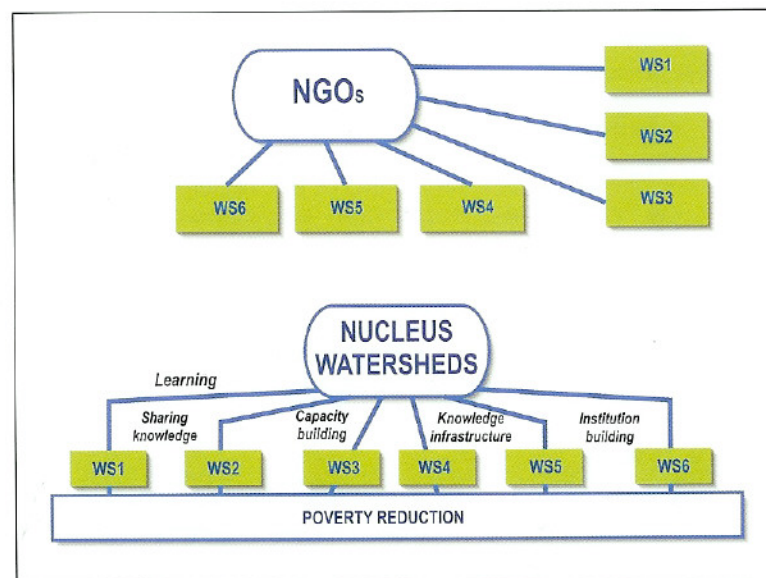 NGOs
WS1
WS2
WS3
WS6
WS5
WS4
NUCLEUS
WATERSHEDS
Learning
Sharing
knowledge
Capacity
building
Knowledge
infrastructure
Institution
building
WS1
WS2
WS3
WS4
WS5
WS6
POVERTY REDUCTION